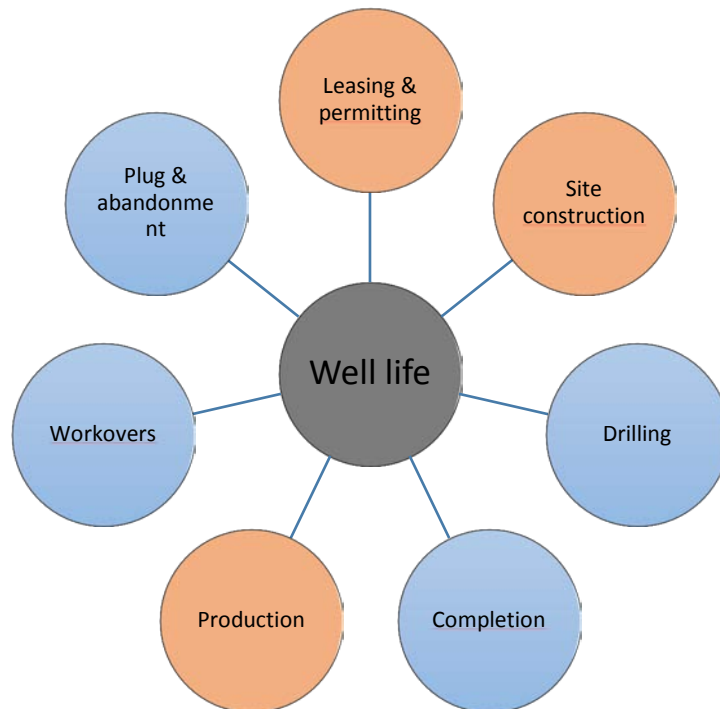 Leasing &
permitting
Site
construction
Plug &
abandonme
nt
Well life
Workovers
Drilling
Production
Completion